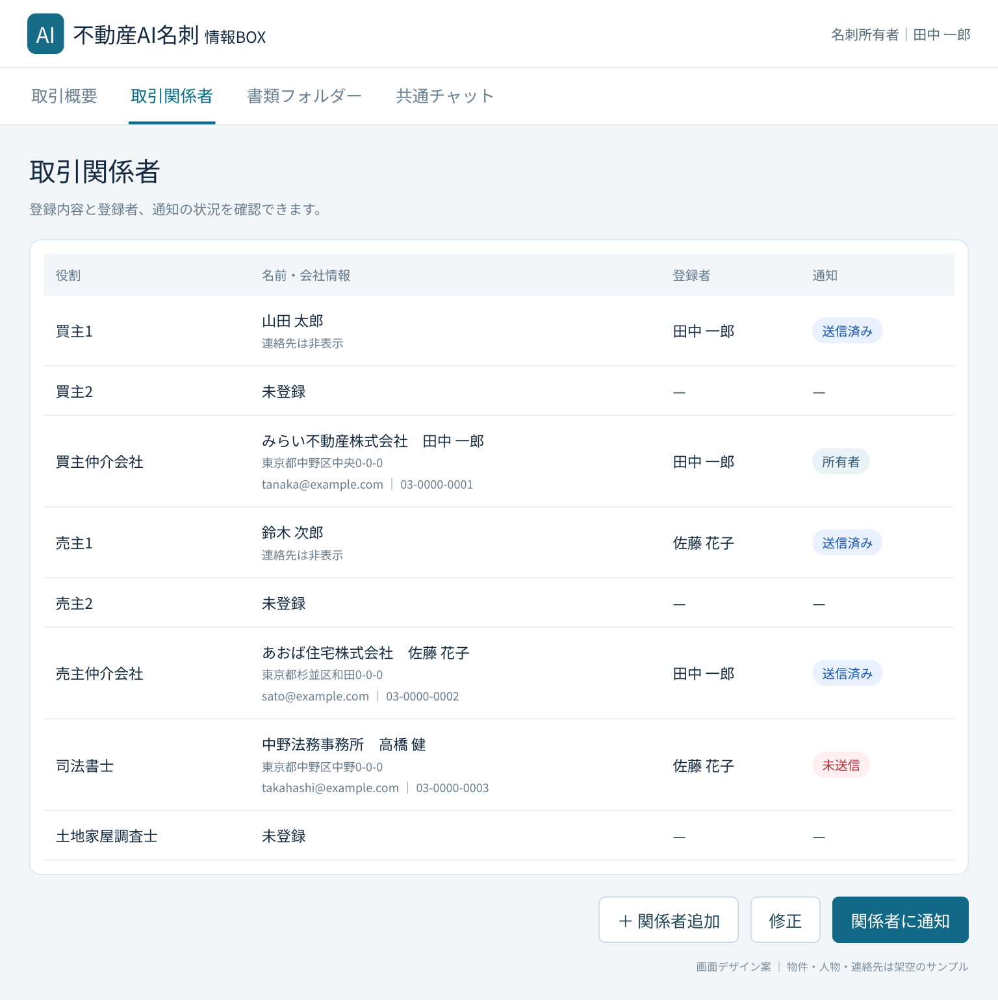 AI 不動産AI名刺 情報BOX
名刺所有者｜田中 一郎
取引概要 取引関係者 書類フォルダー 共通チャット
取引関係者
登録内容と登録者、通知の状況を確認できます。
役割 名前・会社情報 登録者 通知
買主1 山田 太郎 田中 一郎 送信済み
連絡先は非表示
買主2 未登録 — —
みらい不動産株式会社　田中 一郎
買主仲介会社 東京都中野区中央0-0-0 田中 一郎 所有者
tanaka@example.com ｜ 03-0000-0001
売主1 鈴木 次郎 佐藤 花子 送信済み
連絡先は非表示
売主2 未登録 — —
あおば住宅株式会社　佐藤 花子
売主仲介会社 東京都杉並区和田0-0-0 田中 一郎 送信済み
sato@example.com ｜ 03-0000-0002
中野法務事務所　高橋 健
司法書士 東京都中野区中野0-0-0 佐藤 花子 未送信
takahashi@example.com ｜ 03-0000-0003
土地家屋調査士 未登録 — —
＋ 関係者追加 修正 関係者に通知
画面デザイン案 ｜ 物件・人物・連絡先は架空のサンプル